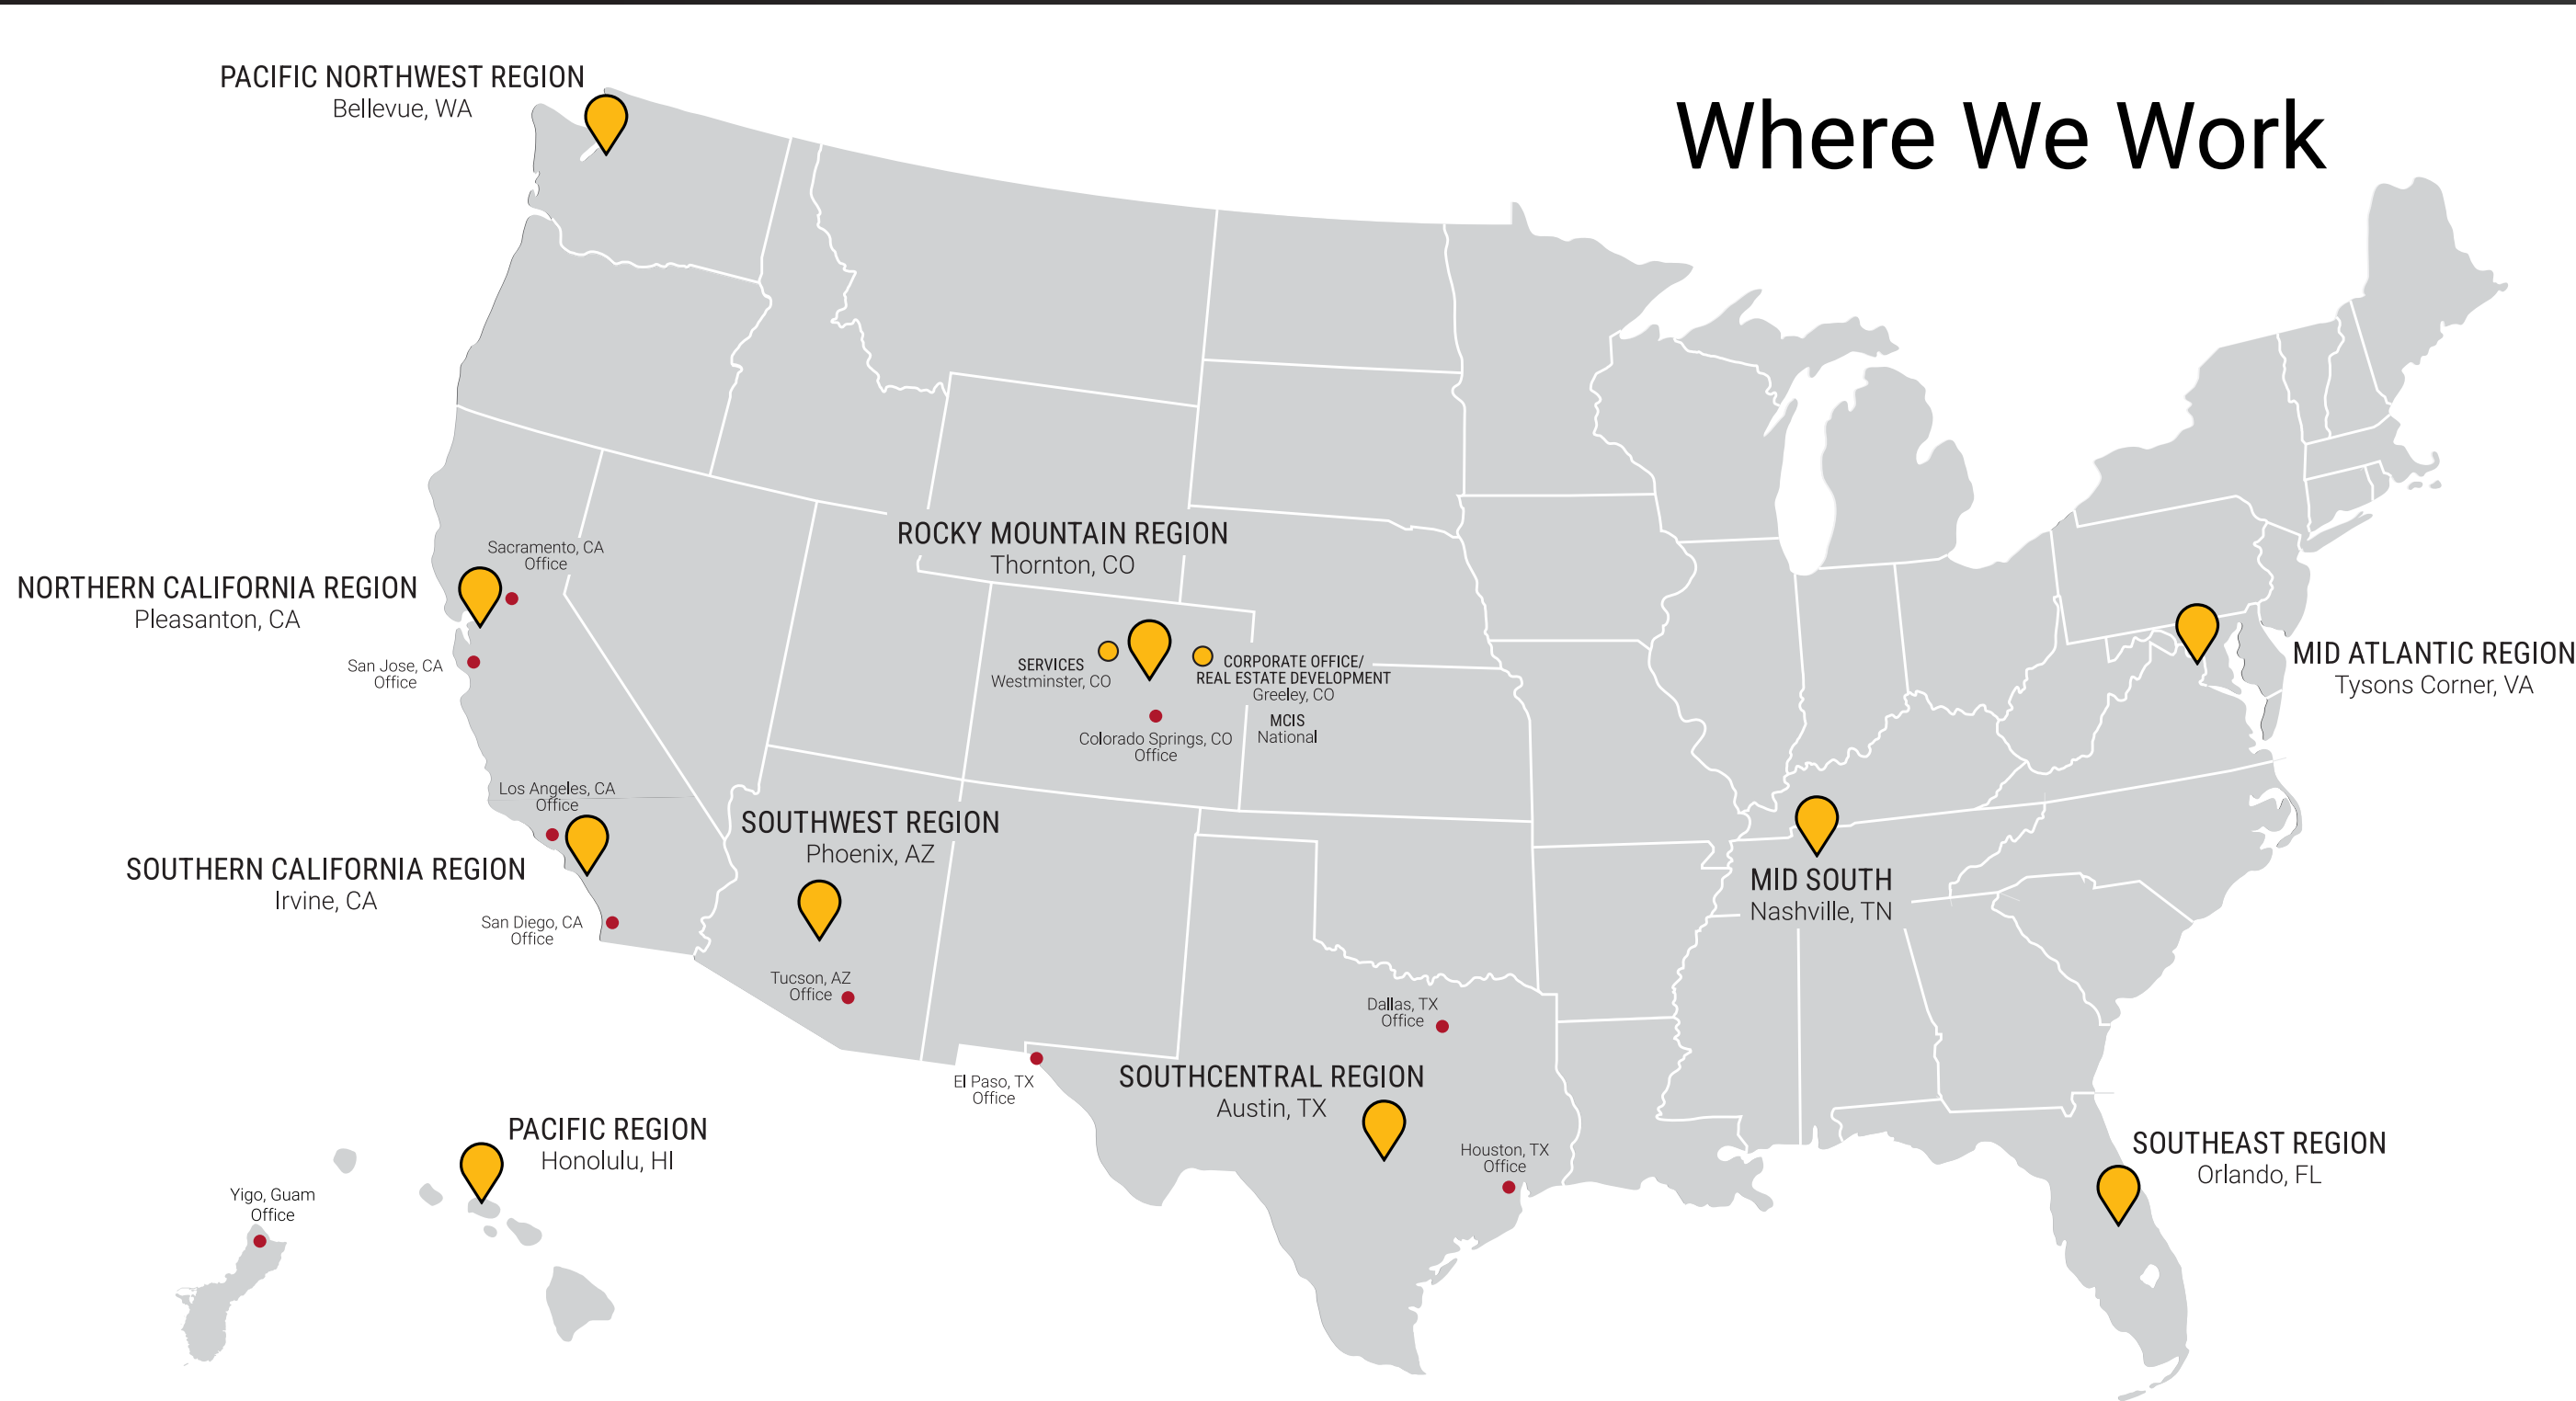 Where We Work
PACIFIC NORTHWEST REGION
Bellevue, WA
ROCKY MOUNTAIN REGION
Thornton, CO
Sacramento, CA
Office
NORTHERN CALIFORNIA REGION
Pleasanton, CA
San Jose, CA
Office
SERVICES
Westminster, CO
CORPORATE OFFICE/
REAL ESTATE DEVELOPMENT
Greeley, CO
MCIS
National
Colorado Springs, CO
Office
MID ATLANTIC REGION
Tysons Corner, VA
Los Angeles, CA
Office
SOUTHERN CALIFORNIA REGION
Irvine, CA
San Diego, CA
Office
SOUTHWEST REGION
Phoenix, AZ
Tucson, AZ
Office
MID SOUTH
Nashville, TN
Dallas, TX
Office
El Paso, TX
Office
SOUTHCENTRAL REGION
Austin, TX
Houston, TX
Office
PACIFIC REGION
Honolulu, HI
Yigo, Guam
Office
SOUTHEAST REGION
Orlando, FL